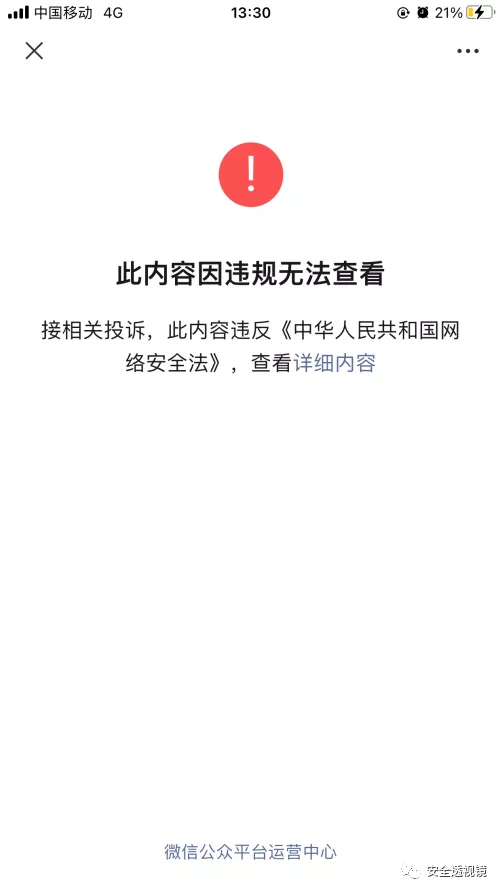 中国移动 4G 13:30 21%
此内容因违规无法查看
接相关投诉，此内容违反《中华人民共和国网
络安全法》，查看详细内容
微信公众平台运营中心
安全透视镜